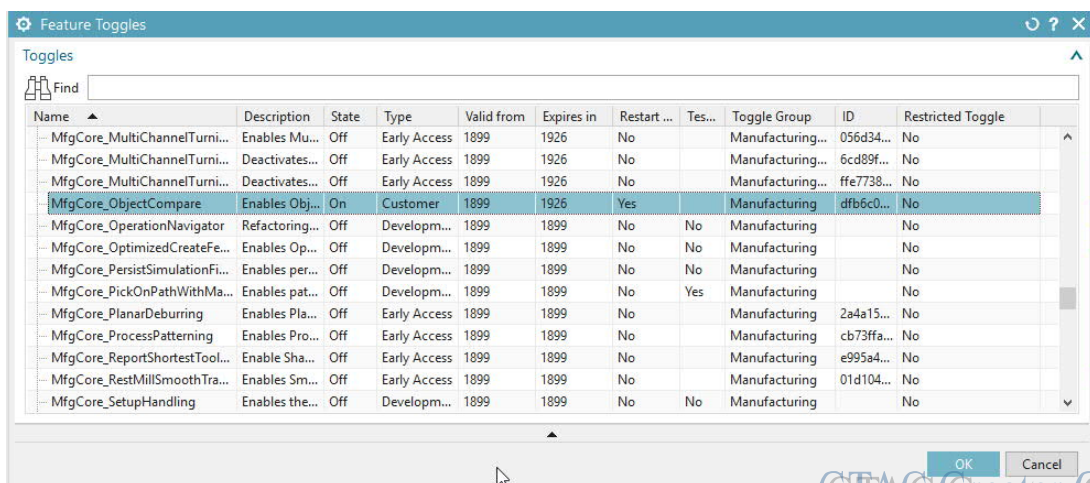 Feature Toggles
Toggles
Find
Name Description State Type Valid from Expires in Restart ... Tes... Toggle Group ID Restricted Toggle
MfgCore_MultiChannelTurni... Enables Mu... Off Early Access 1899 1926 No Manufacturing... 056d34... No
MfgCore_MultiChannelTurni... Deactivates... Off Early Access 1899 1926 No Manufacturing... 6cd89f... No
MfgCore_MultiChannelTurni... Deactivates... Off Early Access 1899 1926 No Manufacturing... ffe7738... No
MfgCore_ObjectCompare Enables Obj... On Customer 1899 1926 Yes Manufacturing dfb6c0... No
MfgCore_OperationNavigator Refactoring... Off Developm... 1899 1899 No No Manufacturing No
MfgCore_OptimizedCreateFe... Enables Op... Off Developm... 1899 1899 No No Manufacturing No
MfgCore_PersistSimulationFi... Enables per... Off Developm... 1899 1899 No No Manufacturing No
MfgCore_PickOnPathWithMa... Enables pat... Off Developm... 1899 1899 No Yes Manufacturing No
MfgCore_PlanarDeburring Enables Pla... Off Early Access 1899 1899 No Manufacturing 2a4a15... No
MfgCore_ProcessPatterning Enables Pro... Off Early Access 1899 1899 No Manufacturing cb73ffa... No
MfgCore_ReportShortestTool... Enable Sha... Off Early Access 1899 1899 No Manufacturing e995a4... No
MfgCore_RestMillSmoothTra... Enables Sm... Off Early Access 1899 1899 No Manufacturing 01d104... No
MfgCore_SetupHandling Enables the... Off Developm... 1899 1899 No No Manufacturing No
OK Cancel